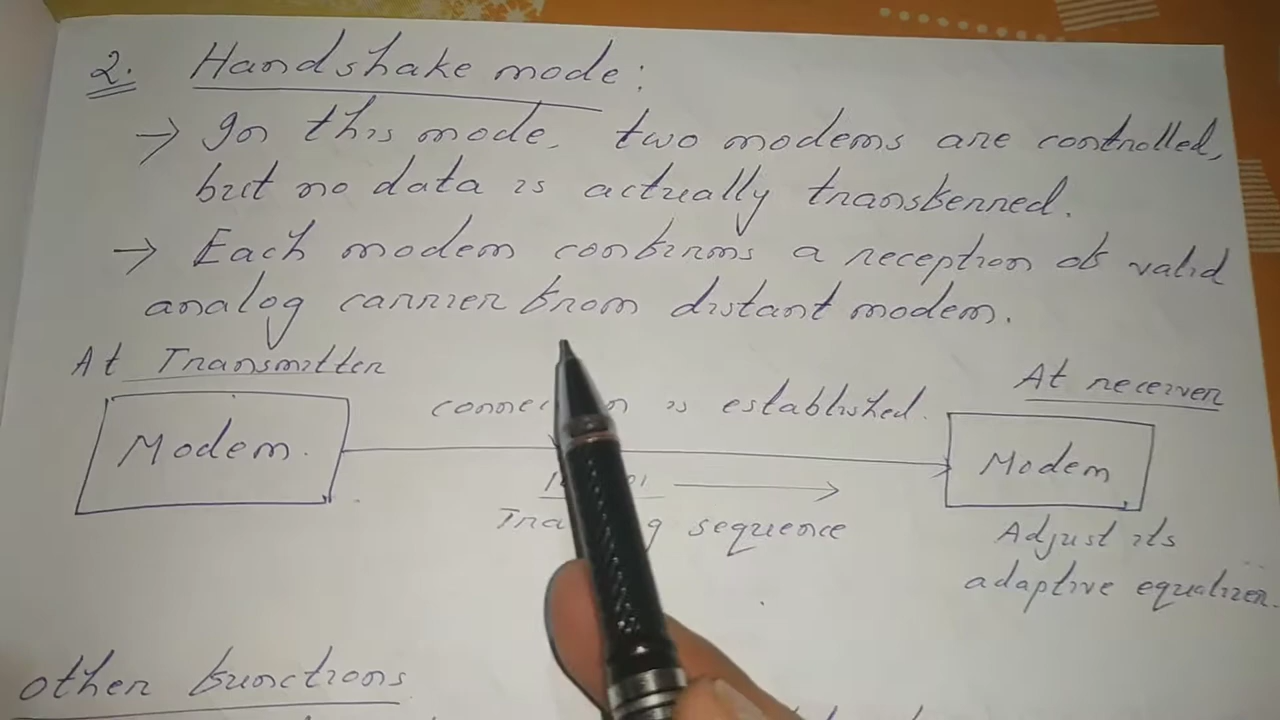 2. Handshake mode:
→ In this mode, two modems are controlled,
but no data is actually transferred.
→ Each modem confirms a reception of valid
analog carrier from distant modem.
At Transmitter
At receiver
connection is established.
Modem.
Modem
Training sequence
Adjust its
adaptive equalizer.
other functions